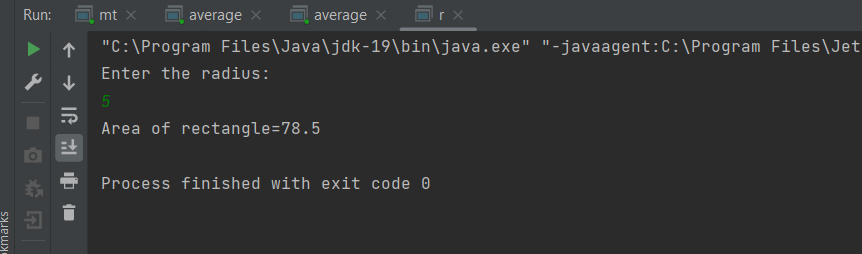 Run: mt average average r
"C:\Program Files\Java\jdk-19\bin\java.exe" "-javaagent:C:\Program Files\Jet
Enter the radius:
5
Area of rectangle=78.5
Process finished with exit code 0
okmarks